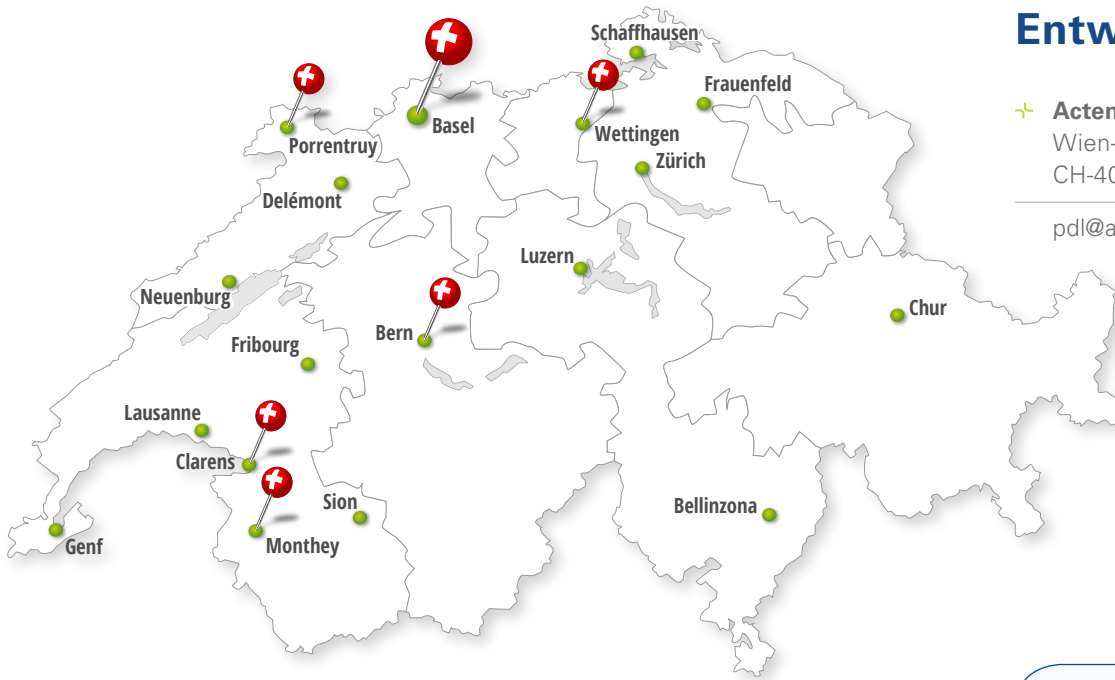 Schaffhausen
Frauenfeld
Basel
Wettingen
Porrentruy
Zürich
Delémont
Luzern
Neuenburg
Chur
Bern
Fribourg
Lausanne
Clarens
Sion
Bellinzona
Monthey
Genf
Entw
Acten
Wien-
CH-40
pdl@a